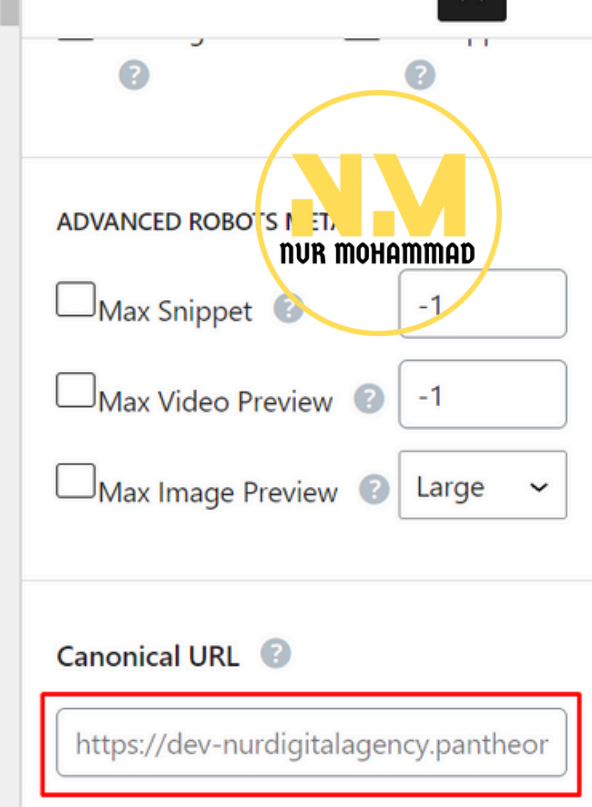 ADVANCED ROBOTS META
N.M
NUR MOHAMMAD
Max Snippet ? -1
Max Video Preview ? -1
Max Image Preview ? Large
Canonical URL ?
https://dev-nurdigitalagency.pantheor